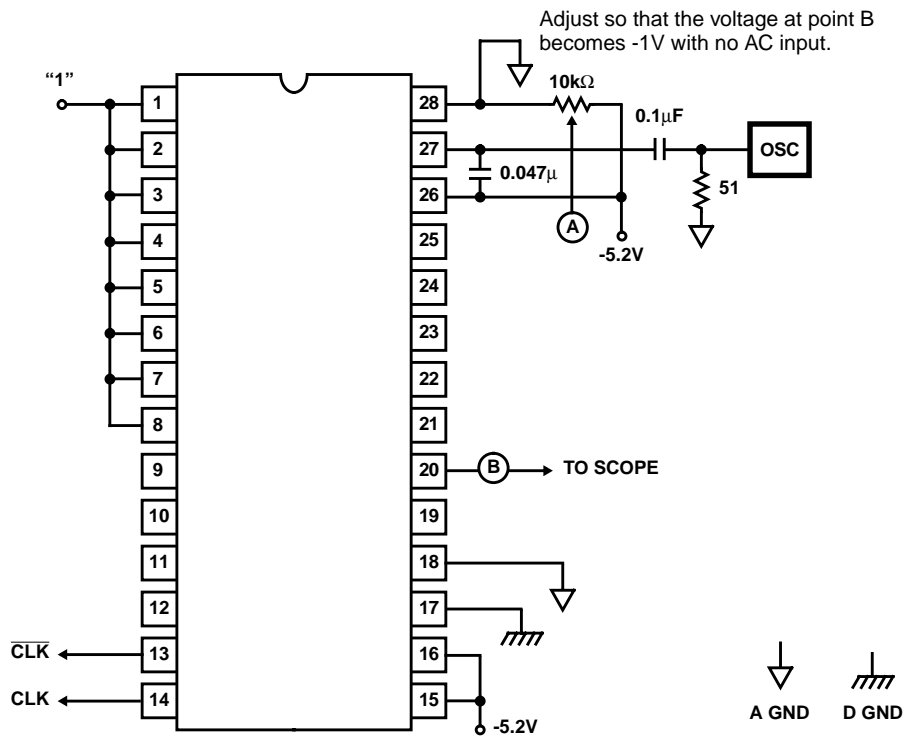 Adjust so that the voltage at point B
becomes -1V with no AC input.
“1”
10kΩ
0.1μF
OSC
0.047μ
51
A
-5.2V
1
2
3
4
5
6
7
8
9
10
11
12
13
14
28
27
26
25
24
23
22
21
20
19
18
17
16
15
B
TO SCOPE
CLK
CLK
-5.2V
A GND
D GND